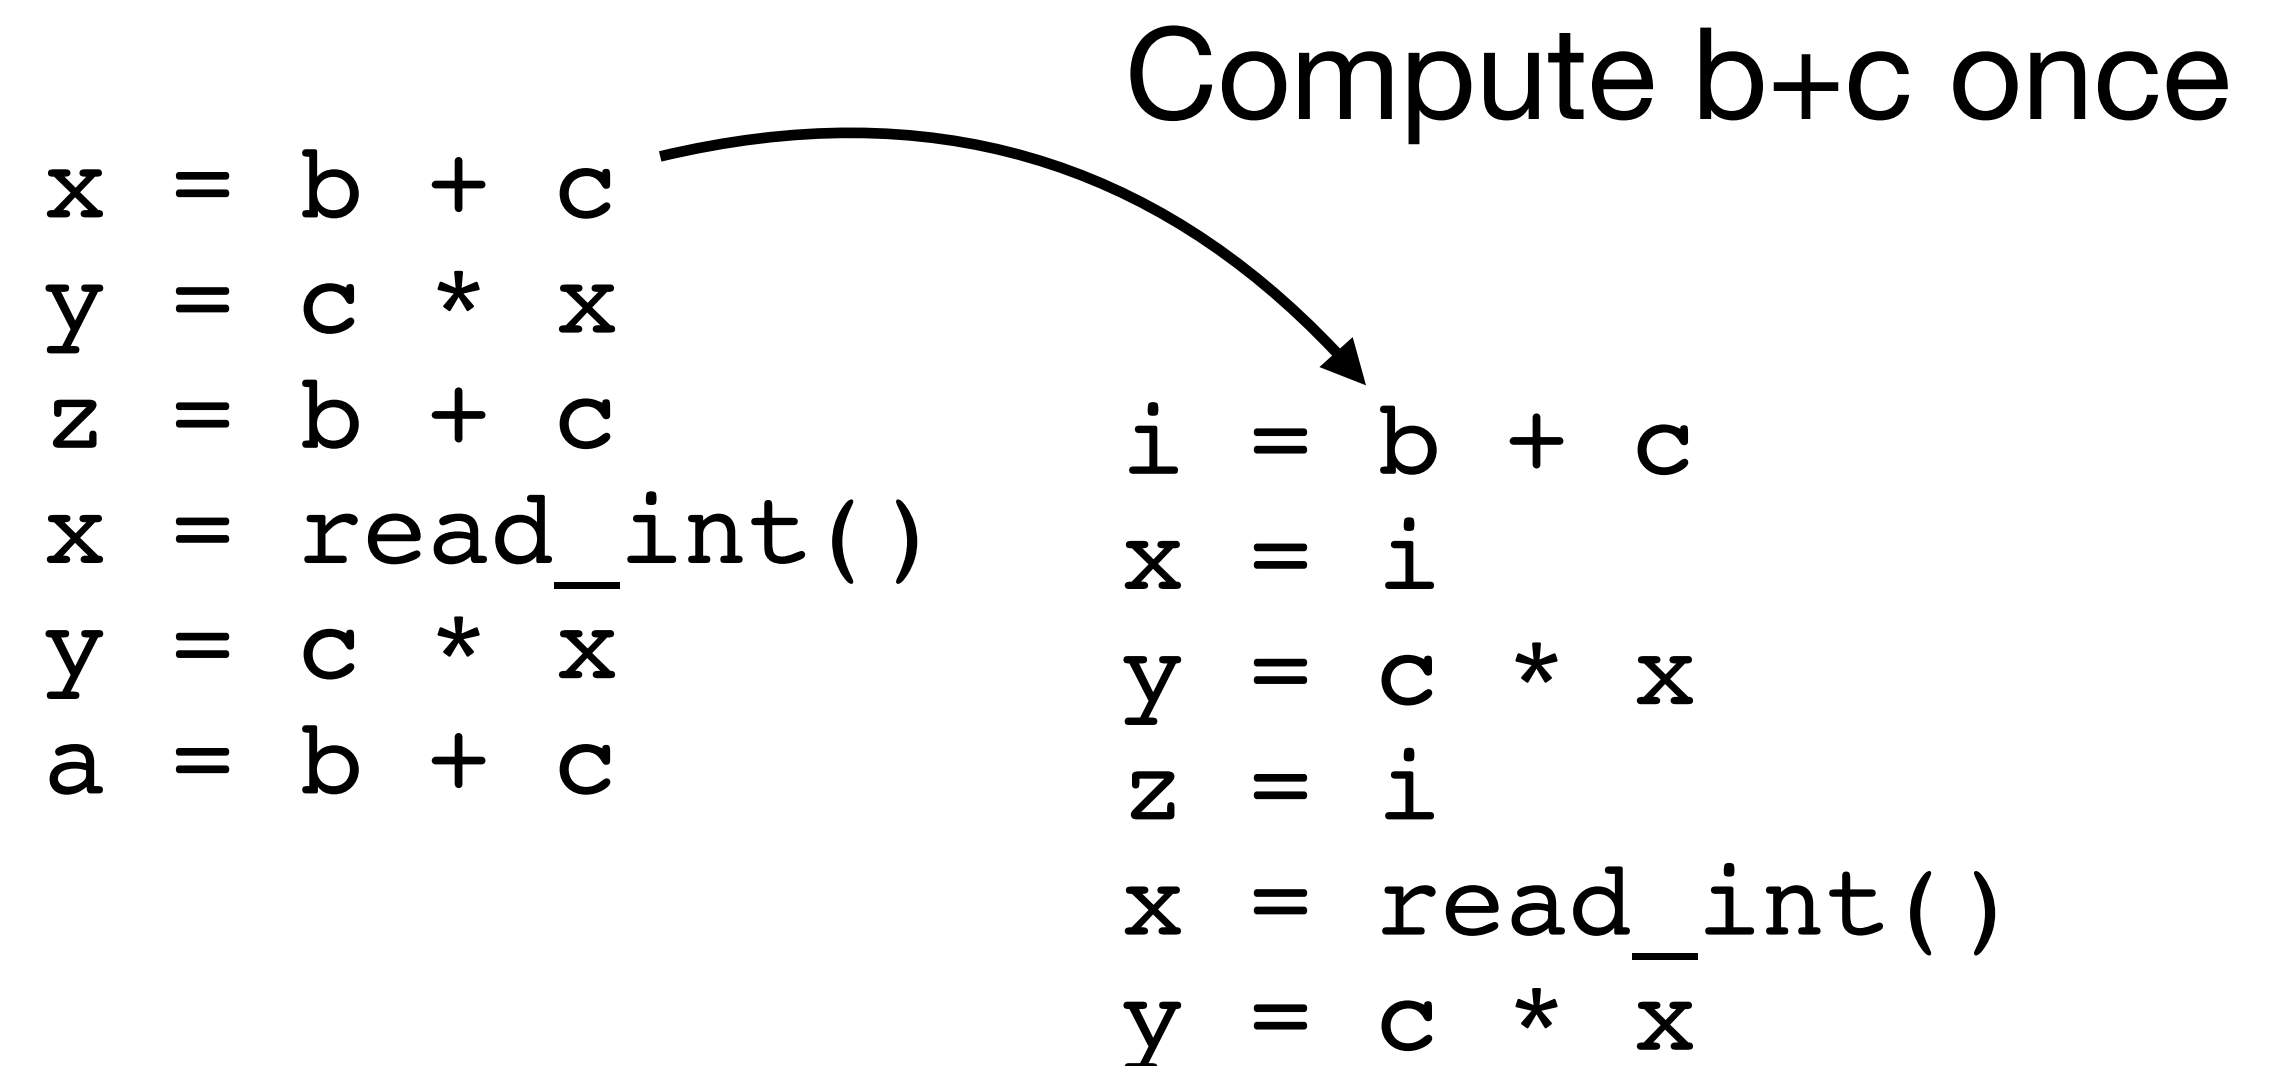 Compute b+c once
x = b + c
y = c * x
z = b + c
x = read_int()
y = c * x
a = b + c
i = b + c
x = i
y = c * x
z = i
x = read_int()
y = c * x